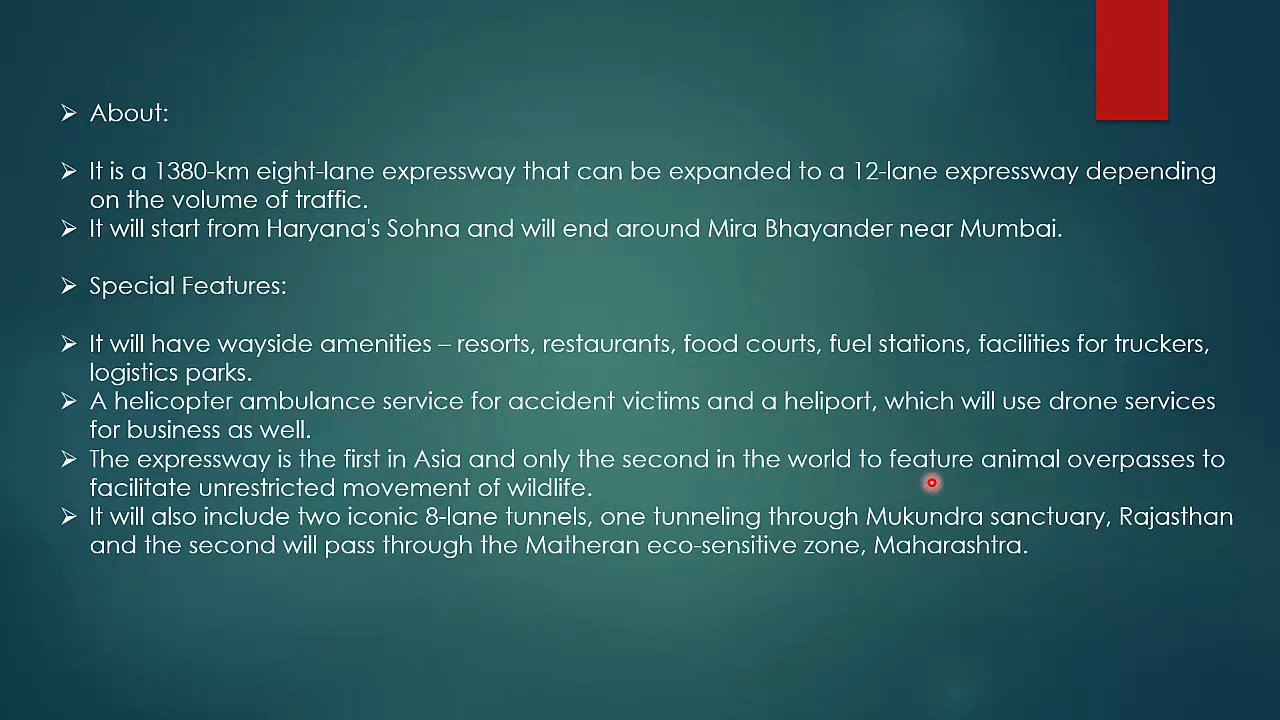 ➢ About:
➢ It is a 1380-km eight-lane expressway that can be expanded to a 12-lane expressway depending
on the volume of traffic.
➢ It will start from Haryana's Sohna and will end around Mira Bhayander near Mumbai.
➢ Special Features:
➢ It will have wayside amenities – resorts, restaurants, food courts, fuel stations, facilities for truckers,
logistics parks.
➢ A helicopter ambulance service for accident victims and a heliport, which will use drone services
for business as well.
➢ The expressway is the first in Asia and only the second in the world to feature animal overpasses to
facilitate unrestricted movement of wildlife.
➢ It will also include two iconic 8-lane tunnels, one tunneling through Mukundra sanctuary, Rajasthan
and the second will pass through the Matheran eco-sensitive zone, Maharashtra.